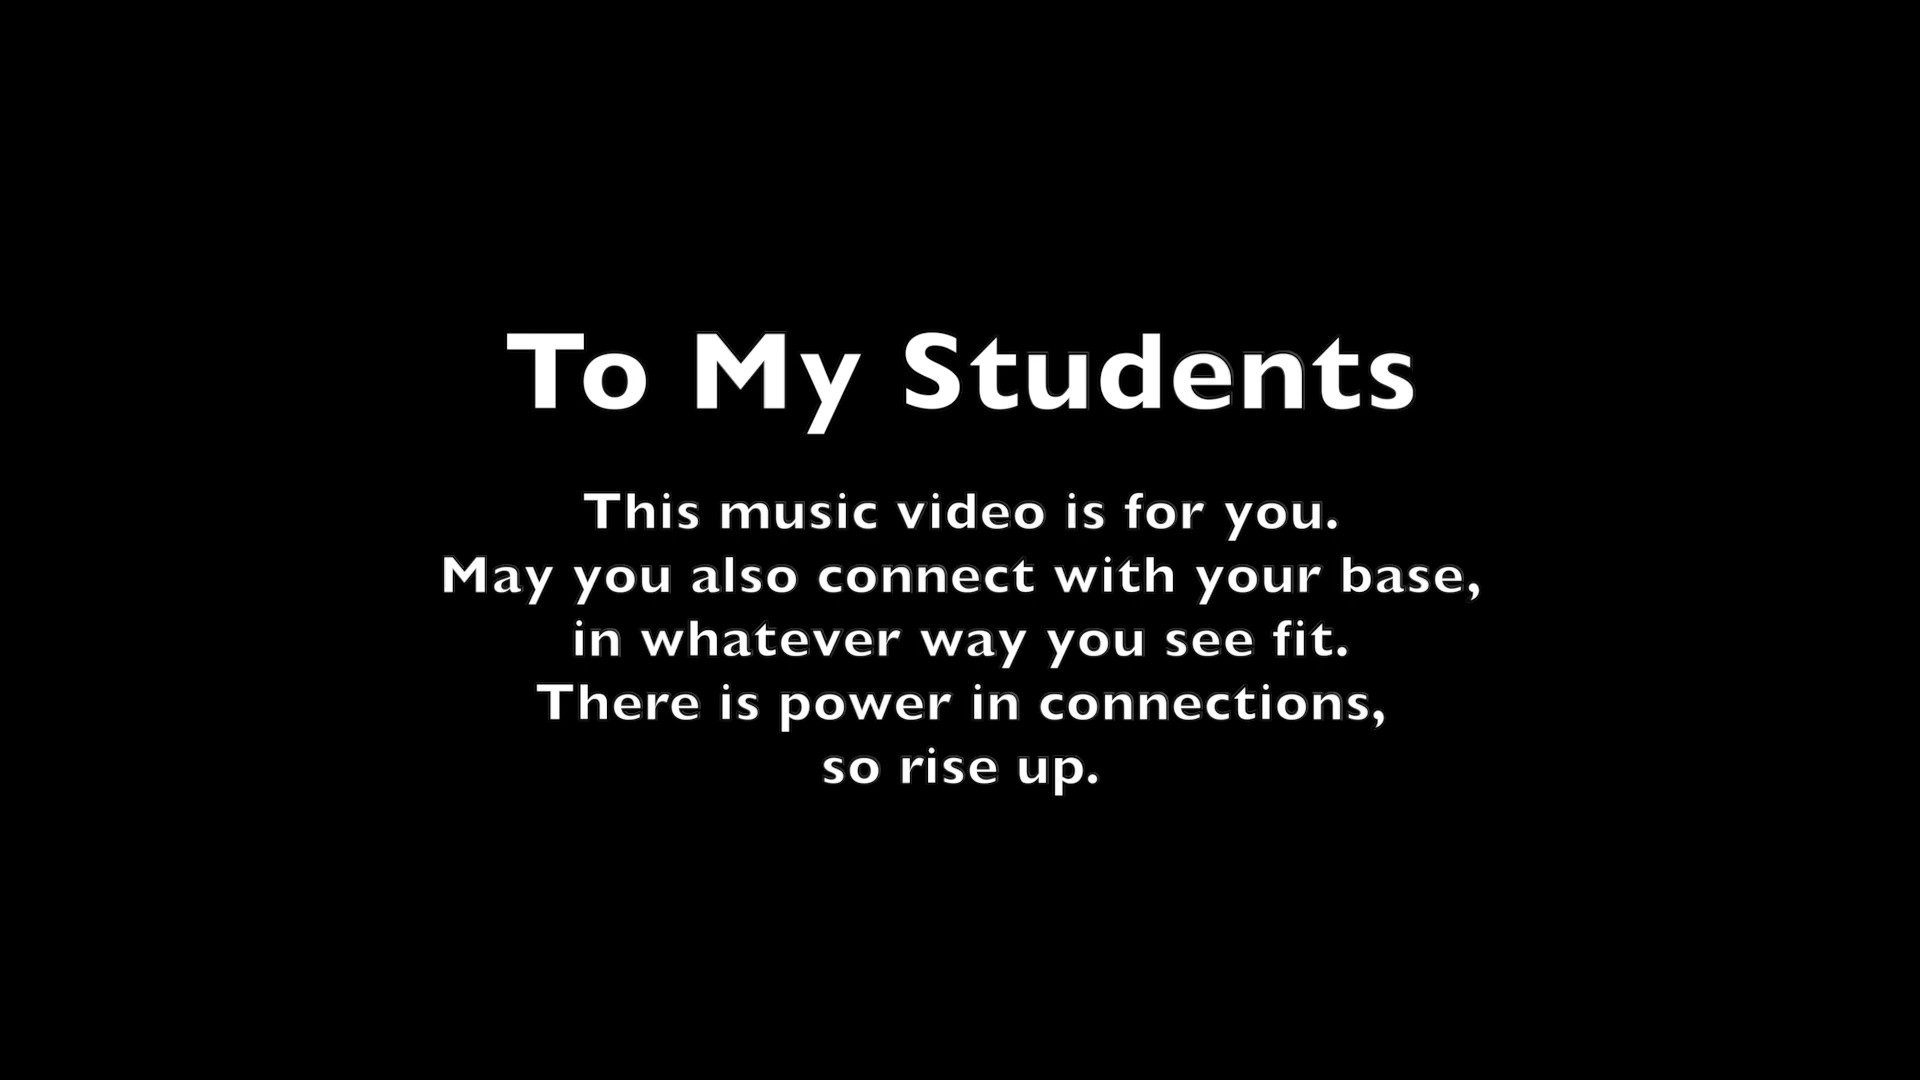 To My Students
This music video is for you.
May you also connect with your base,
in whatever way you see fit.
There is power in connections,
so rise up.